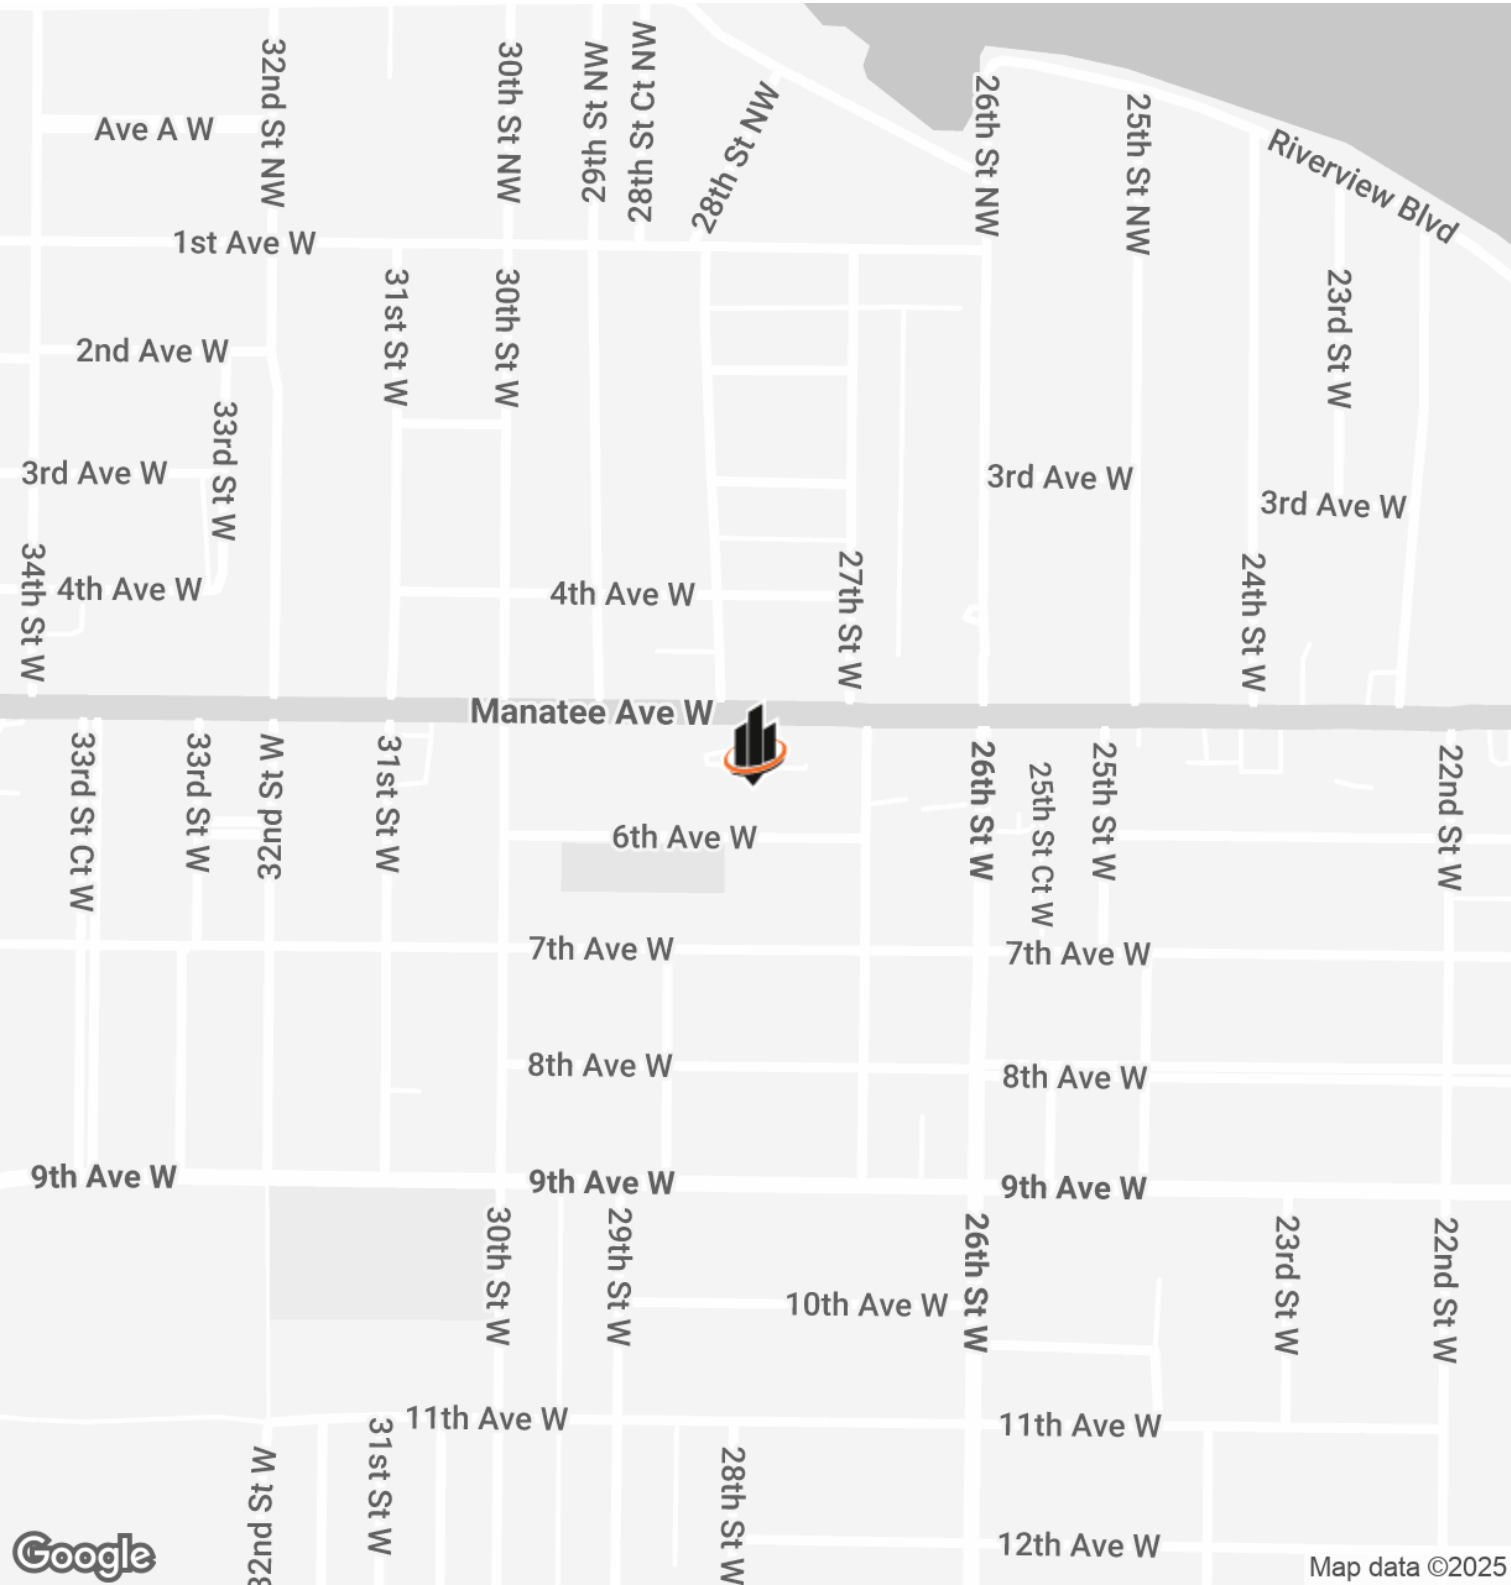 32nd St NW
30th St NW
29th St NW
28th St Ct NW
28th St NW
26th St NW
25th St NW
Ave A W
Riverview Blvd
1st Ave W
31st St W
30th St W
23rd St W
2nd Ave W
33rd St W
3rd Ave W
3rd Ave W
3rd Ave W
34th St W
4th Ave W
4th Ave W
27th St W
24th St W
Manatee Ave W
33rd St Ct W
33rd St W
32nd St W
31st St W
26th St W
25th St Ct W
25th St W
22nd St W
6th Ave W
7th Ave W
7th Ave W
8th Ave W
8th Ave W
9th Ave W
9th Ave W
9th Ave W
30th St W
29th St W
26th St W
23rd St W
22nd St W
10th Ave W
11th Ave W
11th Ave W
32nd St W
31st St W
28th St W
12th Ave W
Google
Map data ©2025